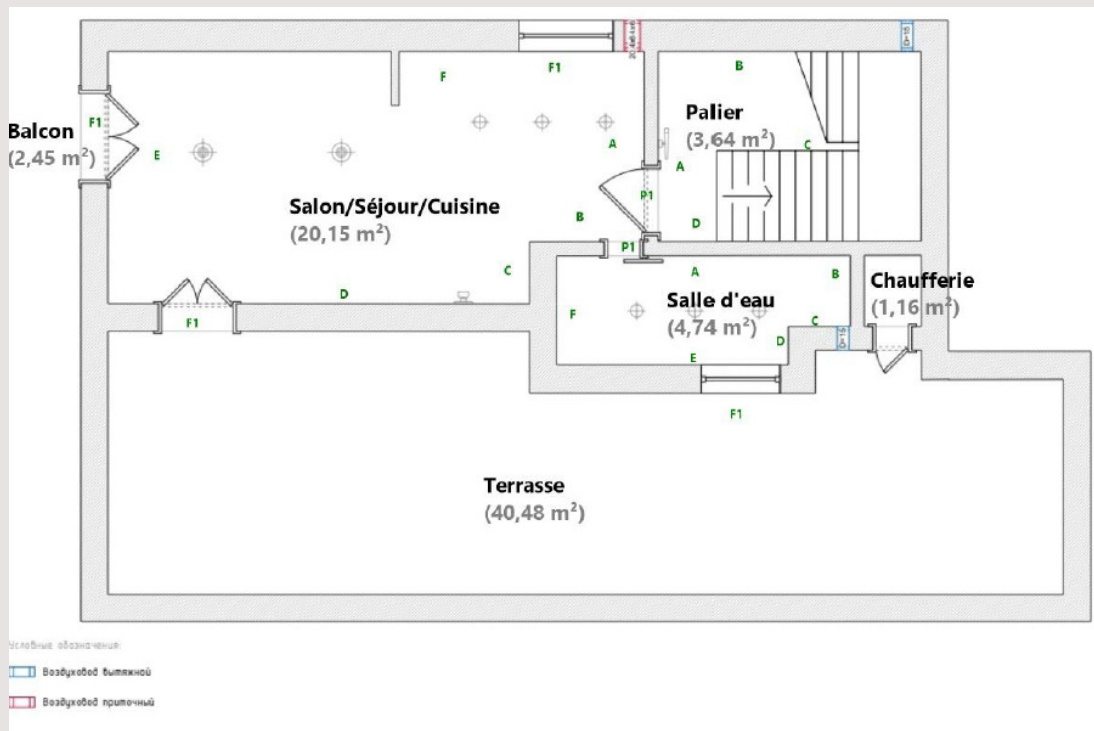 F1
B
F
F1
Balcon
(2,45 m²)
E
A
Palier
(3,64 m²)
C
A
P1
Salon/Séjour/Cuisine
(20,15 m²)
B
D
P1
C
A
B
D
F1
Salle d'eau
(4,74 m²)
F
C
D
E
D=15
D=15
Chaufferie
(1,16 m²)
F1
Terrasse
(40,48 m²)
Условные обозначения:
Воздуховод вытяжной
Воздуховод приточный